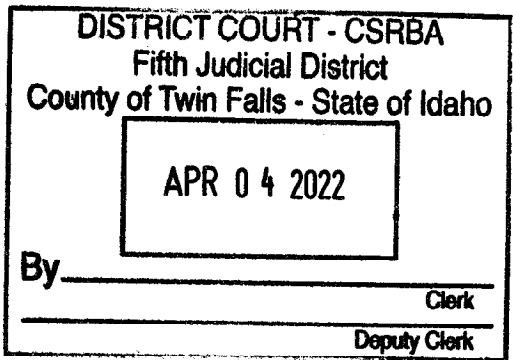 DISTRICT COURT - CSRBA
Fifth Judicial District
County of Twin Falls - State of Idaho
APR 04 2022
By
Clerk
Deputy Clerk